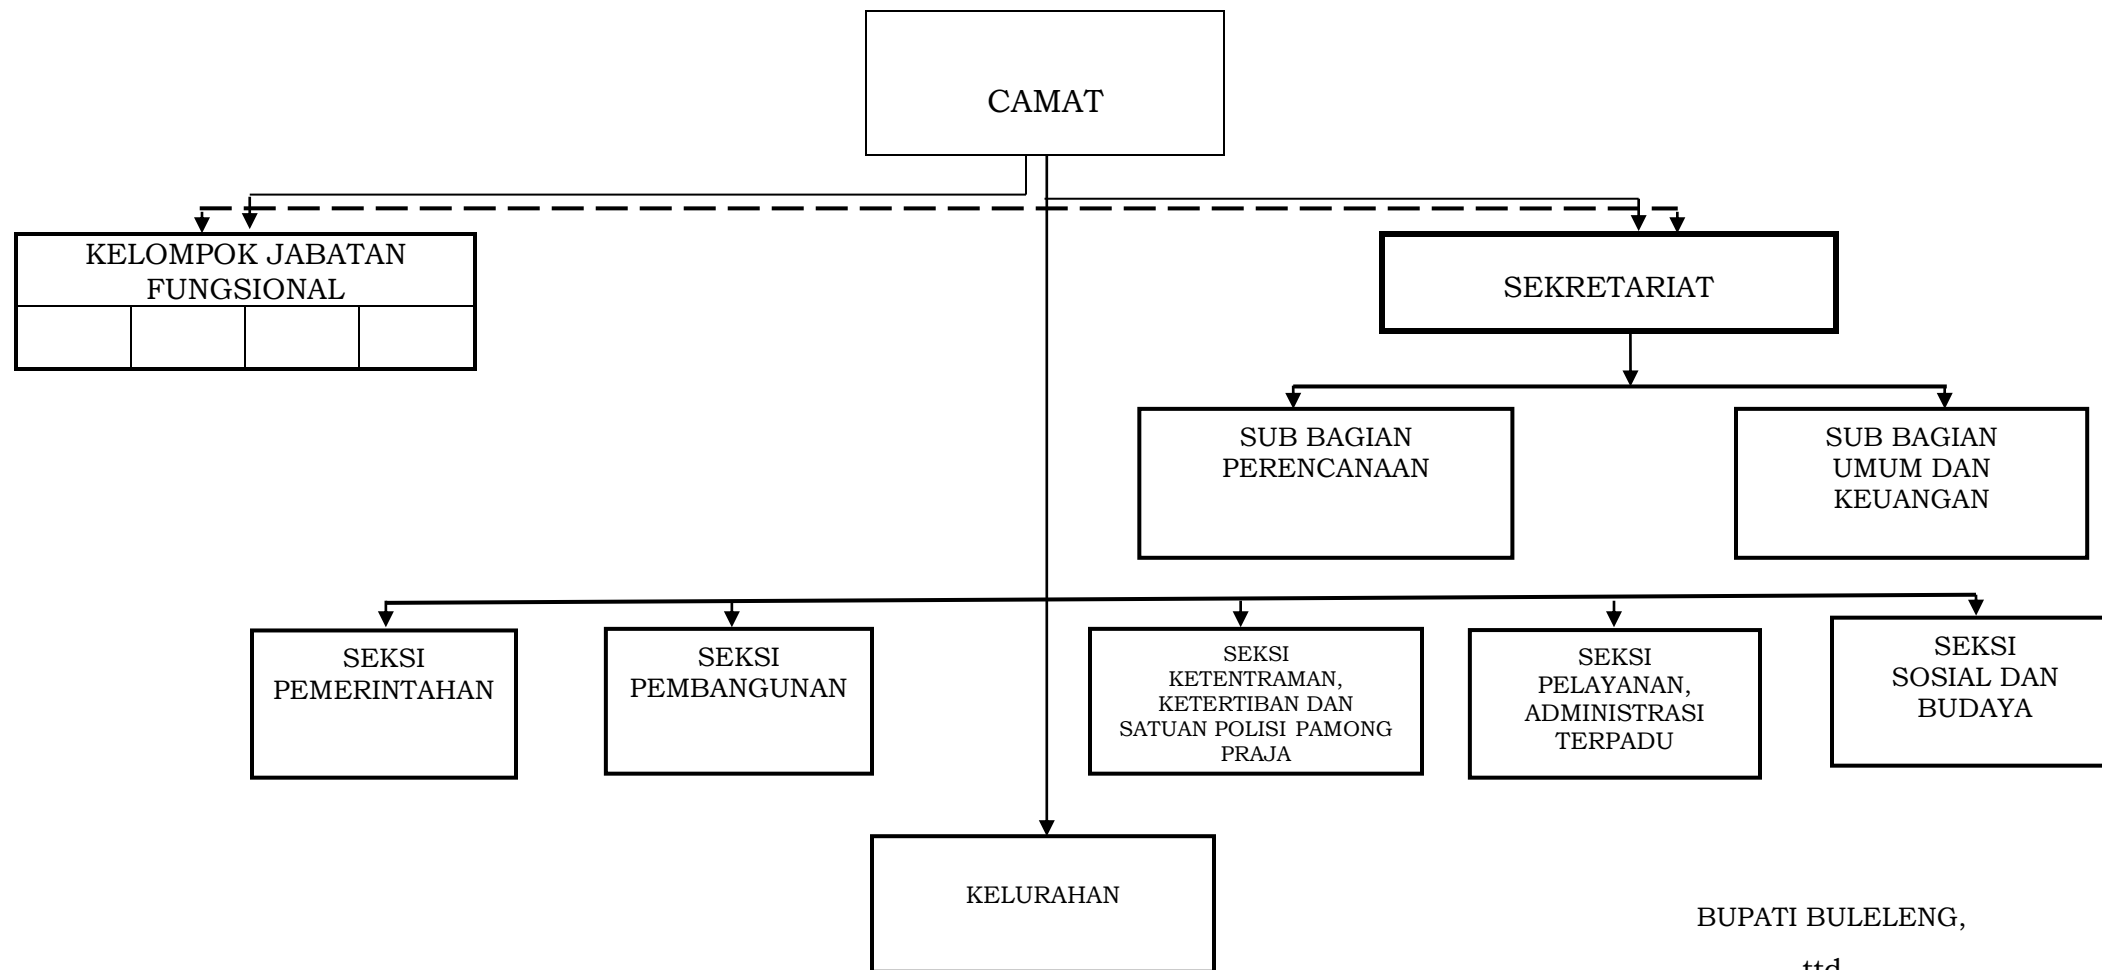 CAMAT
KELOMPOK JABATAN
FUNGSIONAL
SEKRETARIAT
SUB BAGIAN
PERENCANAAN
SUB BAGIAN
UMUM DAN
KEUANGAN
SEKSI
PEMERINTAHAN
SEKSI
PEMBANGUNAN
SEKSI
KETENTRAMAN,
KETERTIBAN DAN
SATUAN POLISI PAMONG
PRAJA
SEKSI
PELAYANAN,
ADMINISTRASI
TERPADU
SEKSI
SOSIAL DAN
BUDAYA
KELURAHAN
BUPATI BULELENG,
ttd